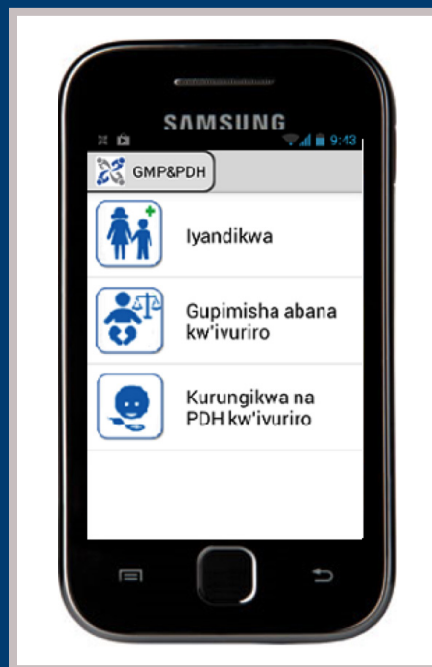 SAMSUNG
9:43
GMP&PDH
Iyandikwa
Gupimisha abana
kw'ivuriro
Kurungikwa na
PDH kw'ivuriro